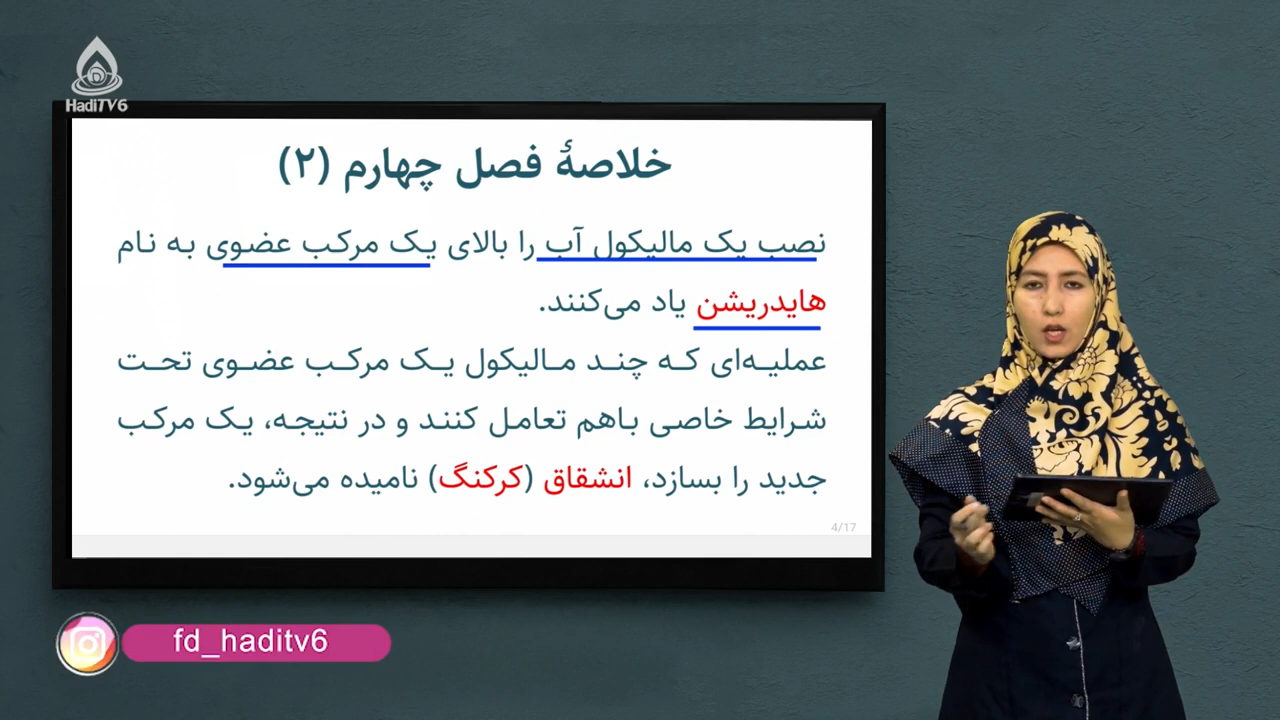 HadiTV6
خلاصهٔ فصل چهارم (۲)
نصب یک مالیکول آب را بالای یک مرکب عضوی به نام
هایدریشن یاد می‌کنند.
عملیه‌ای که چند مالیکول یک مرکب عضوی تحت
شرایط خاصی باهم تعامل کنند و در نتیجه، یک مرکب
جدید را بسازد، انشقاق (کرکنگ) نامیده می‌شود.
4/17
fd_haditv6